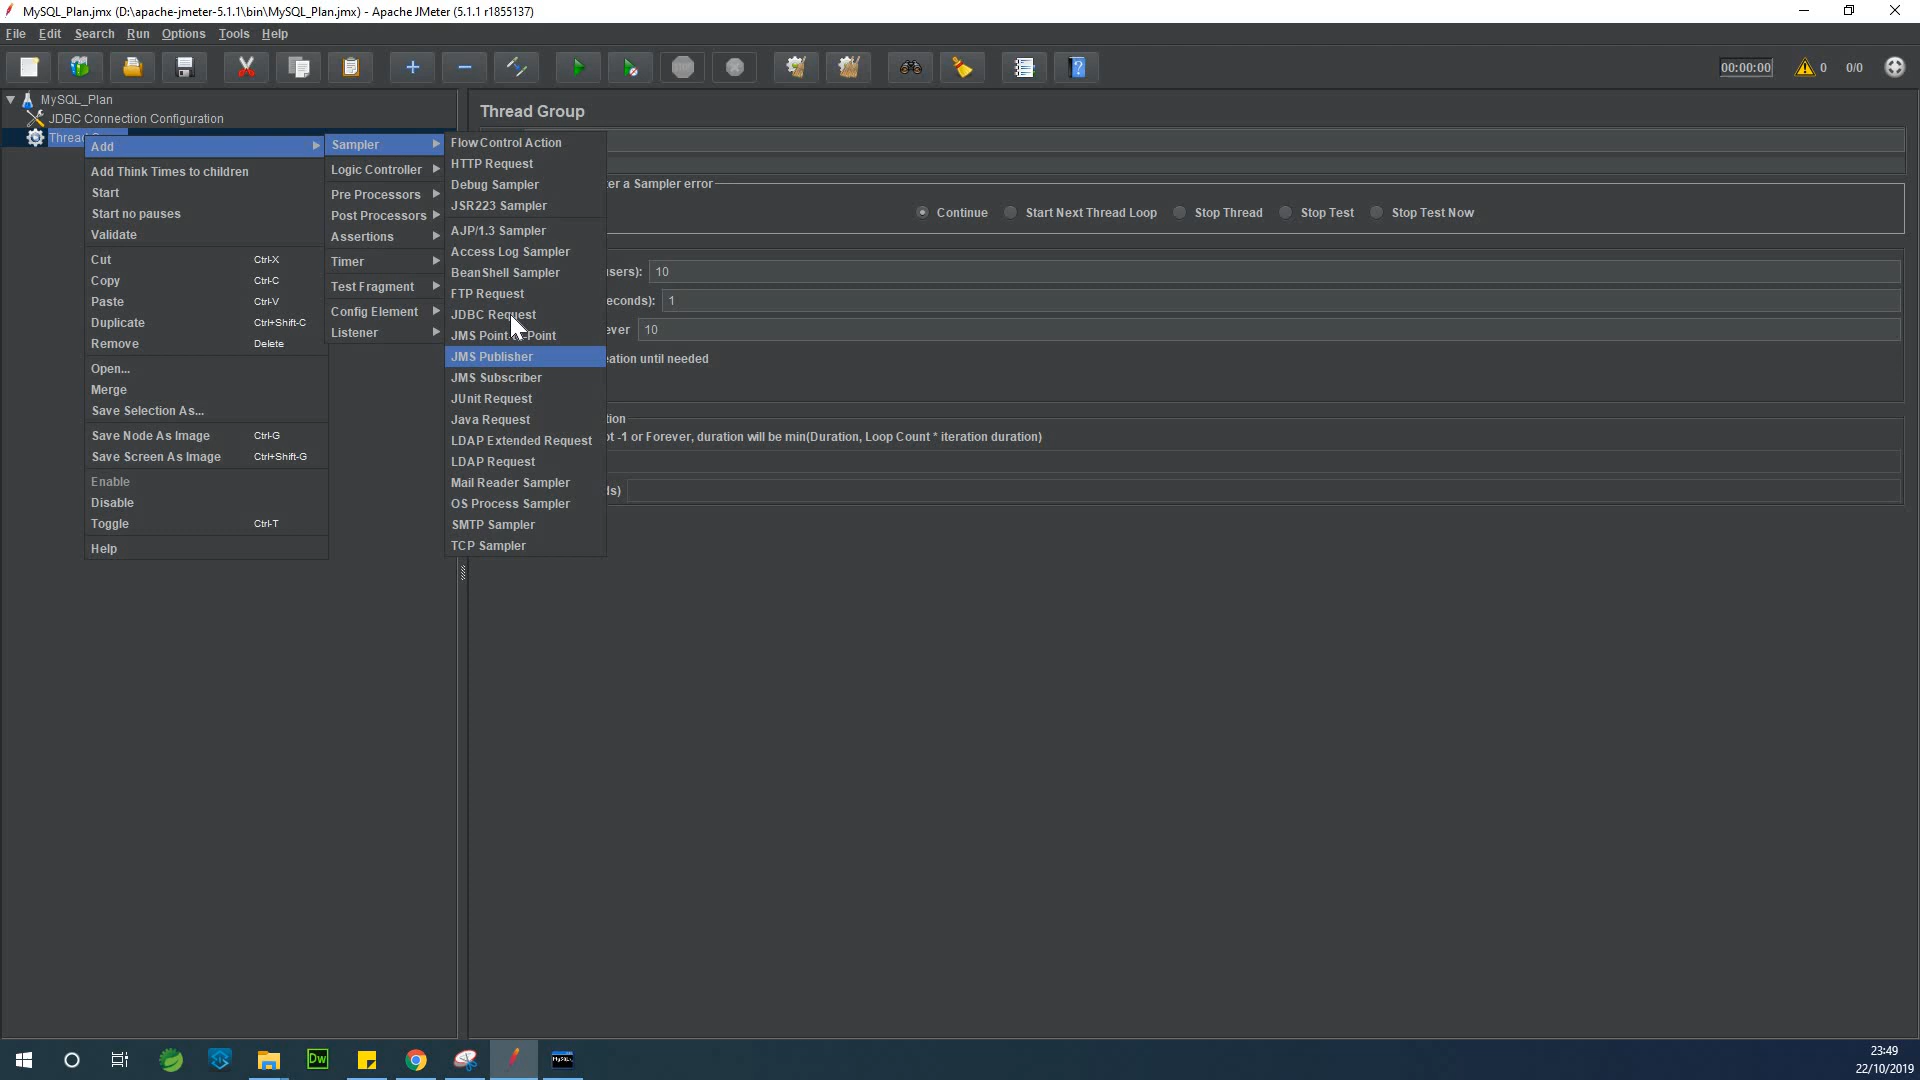 MySQL_Plan.jmx (D:\apache-jmeter-5.1.1\bin\MySQL_Plan.jmx) - Apache JMeter (5.1.1 r1855137)
File Edit Search Run Options Tools Help
00:00:00 0 0/0
MySQL_Plan
JDBC Connection Configuration
Add
Add Think Times to children
Start
Start no pauses
Validate
Cut Ctrl-X
Copy Ctrl-C
Paste Ctrl-V
Duplicate Ctrl+Shift-C
Remove Delete
Open...
Merge
Save Selection As...
Save Node As Image Ctrl-G
Save Screen As Image Ctrl+Shift-G
Enable
Disable
Toggle Ctrl-T
Help
Sampler
Logic Controller
Pre Processors
Post Processors
Assertions
Timer
Test Fragment
Config Element
Listener
Flow Control Action
HTTP Request
Debug Sampler
JSR223 Sampler
AJP/1.3 Sampler
Access Log Sampler
BeanShell Sampler
FTP Request
JDBC Request
JMS Point-to-Point
JMS Publisher
JMS Subscriber
JUnit Request
Java Request
LDAP Extended Request
LDAP Request
Mail Reader Sampler
OS Process Sampler
SMTP Sampler
TCP Sampler
Thread Group
er a Sampler error
Continue Start Next Thread Loop Stop Thread Stop Test Stop Test Now
sers): 10
econds): 1
ever 10
eation until needed
tion
ot -1 or Forever, duration will be min(Duration, Loop Count * iteration duration)
ds)
Dw
MySQL
23:49
22/10/2019